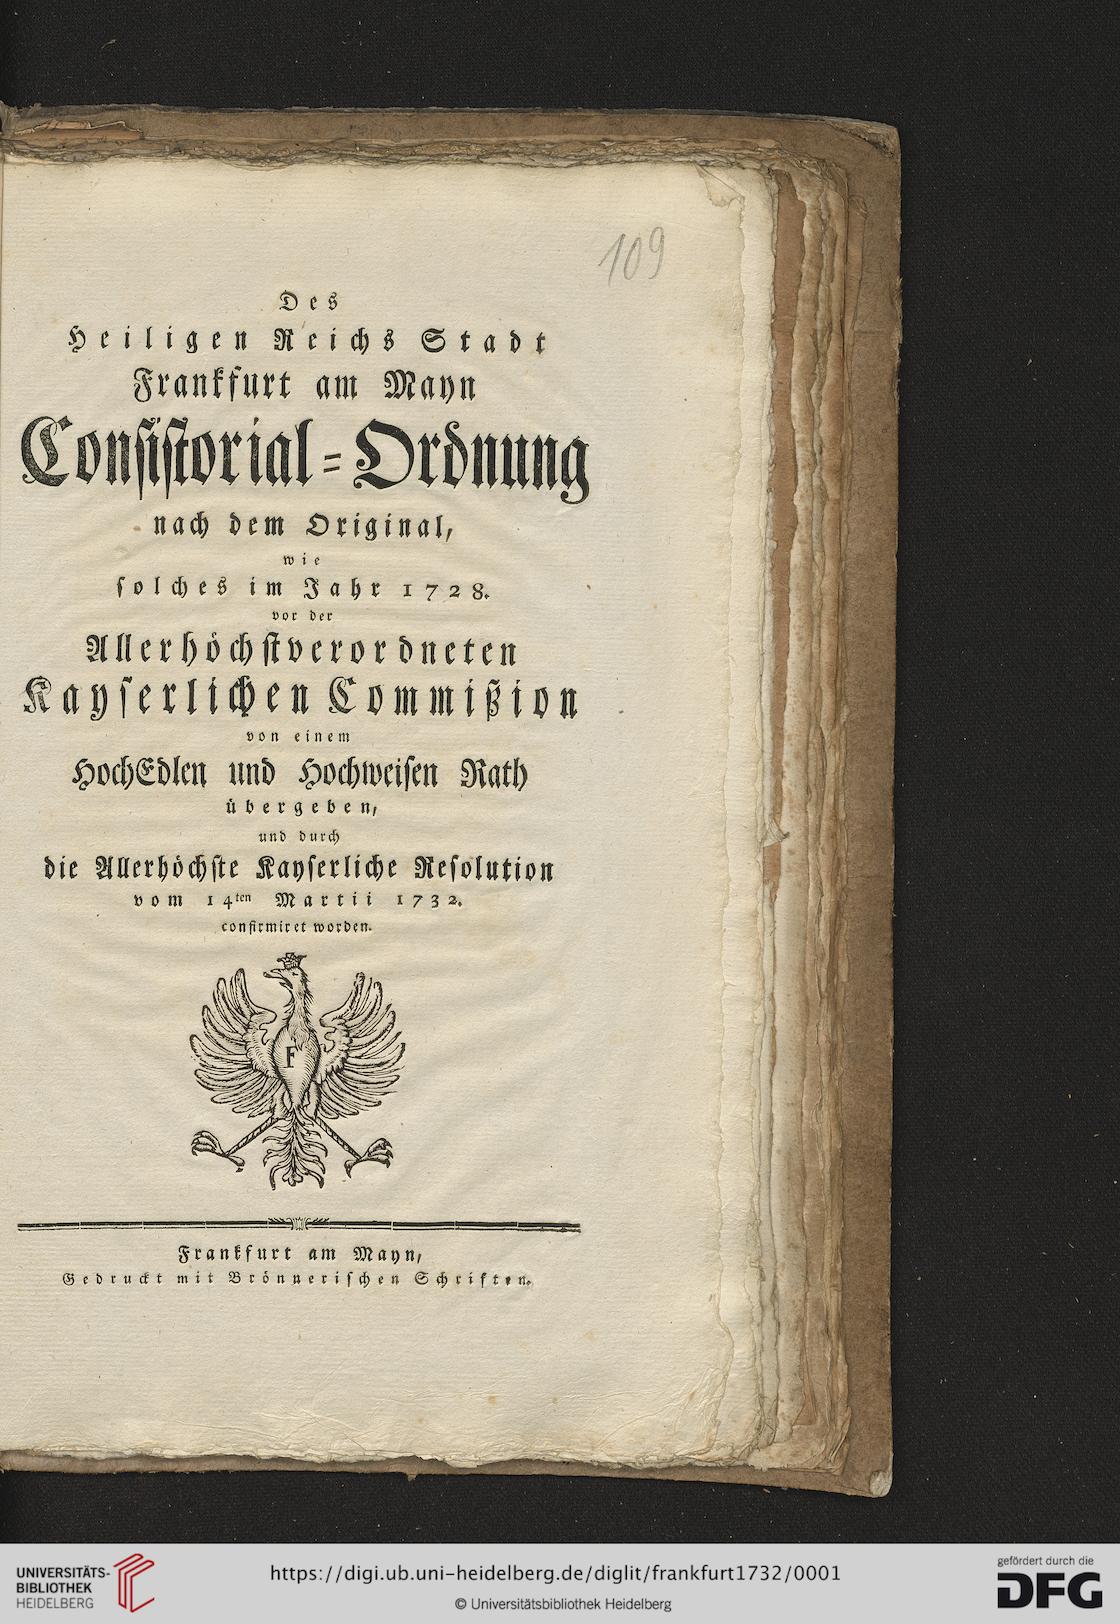 109
Des
Heiligen Reichs Stadt
Frankfurt am Mayn
Consistorial=Ordnung
nach dem Original,
wie
solches im Jahr 1728.
vor der
Allerhöchstverordneten
Kayserlichen Commißion
von einem
HochEdlen und Hochweisen Rath
übergeben,
und durch
die Allerhöchste Kayserliche Resolution
vom 14ten Martii 1732.
confirmiret worden.
F
Frankfurt am Mayn,
Gedruckt mit Brönnerischen Schriften.
UNIVERSITÄTS-
BIBLIOTHEK
HEIDELBERG
https://digi.ub.uni-heidelberg.de/diglit/frankfurt1732/0001
© Universitätsbibliothek Heidelberg
gefördert durch die
DFG